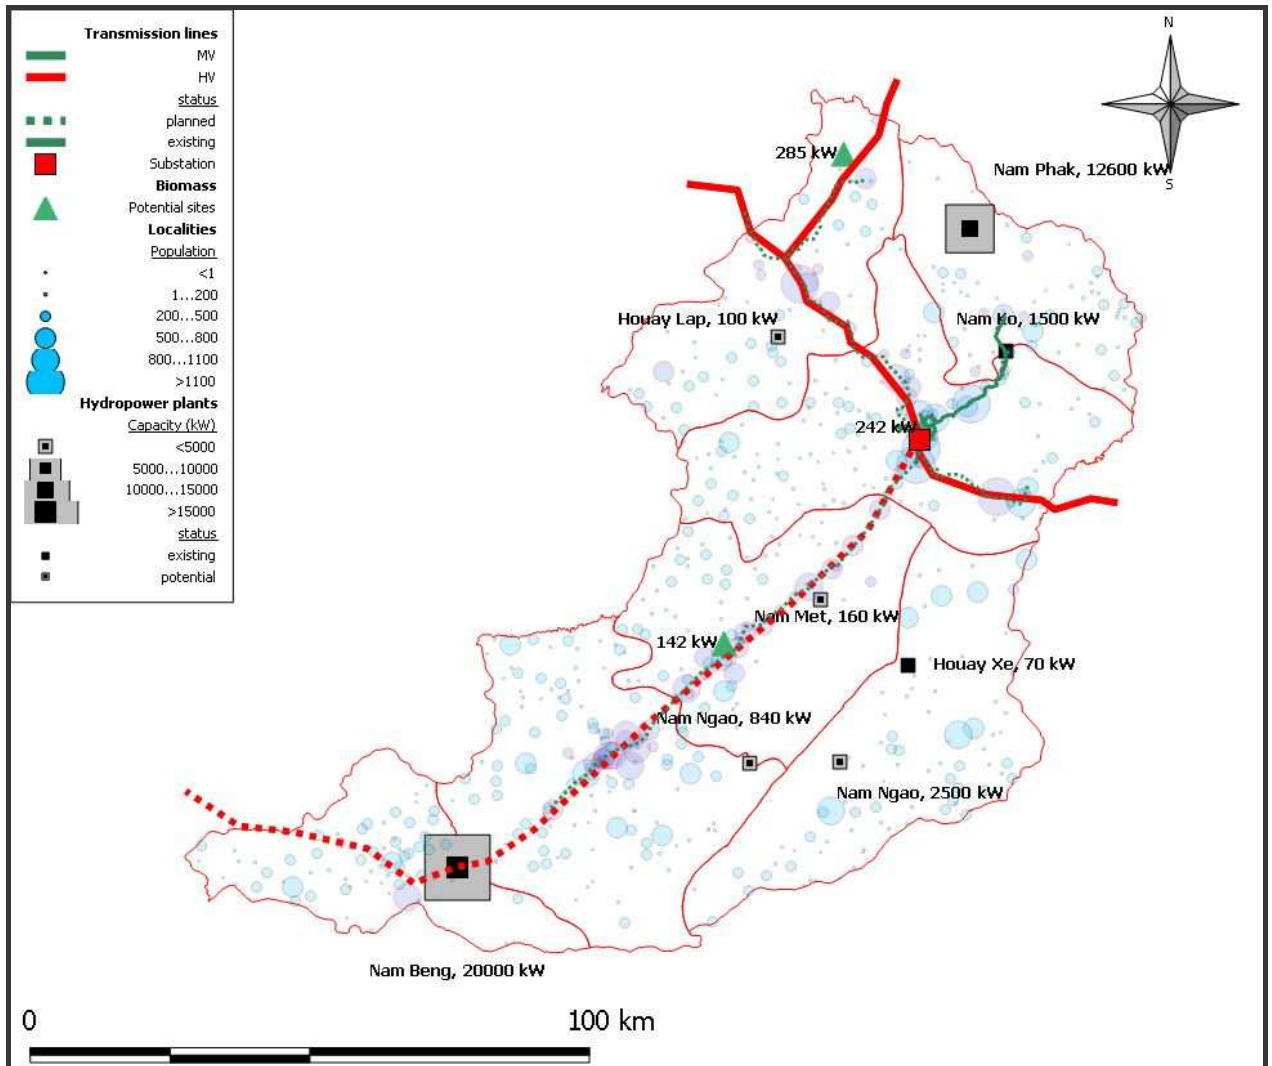 Transmission lines
MV
HV
status
planned
existing
Substation
Biomass
Potential sites
Localities
Population
<1
1...200
200...500
500...800
800...1100
>1100
Hydropower plants
Capacity (kW)
<5000
5000...10000
10000...15000
>15000
status
existing
potential
N
S
285 kW
Nam Phak, 12600 kW
Houay Lap, 100 kW
Nam Ko, 1500 kW
242 kW
Nam Met, 160 kW
142 kW
Houay Xe, 70 kW
Nam Ngao, 840 kW
Nam Ngao, 2500 kW
Nam Beng, 20000 kW
0
100 km